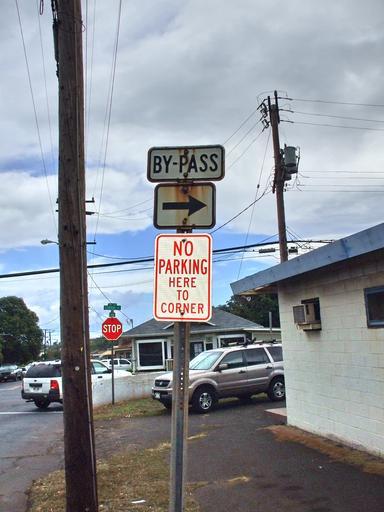 BY-PASS
NO
PARKING
HERE
TO
CORNER
STOP